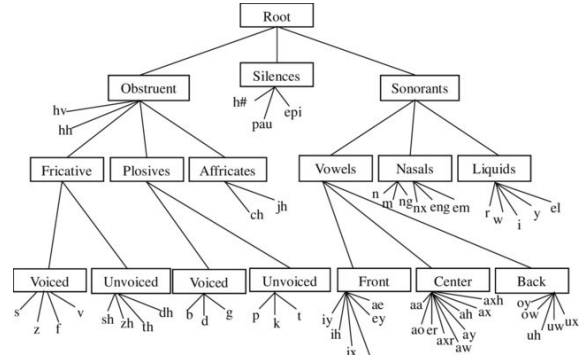 Root
Obstruent Silences Sonorants
hv hh h# pau epi
Fricative Plosives Affricates Vowels Nasals Liquids
ch jh n m ng nx eng em r w i y el
Voiced Unvoiced Voiced Unvoiced Front Center Back
s z f v sh zh th dh b d g p k t iy ih ix ey ae aa ao er axr aw ay ah ax axh oy ow uh uw ux